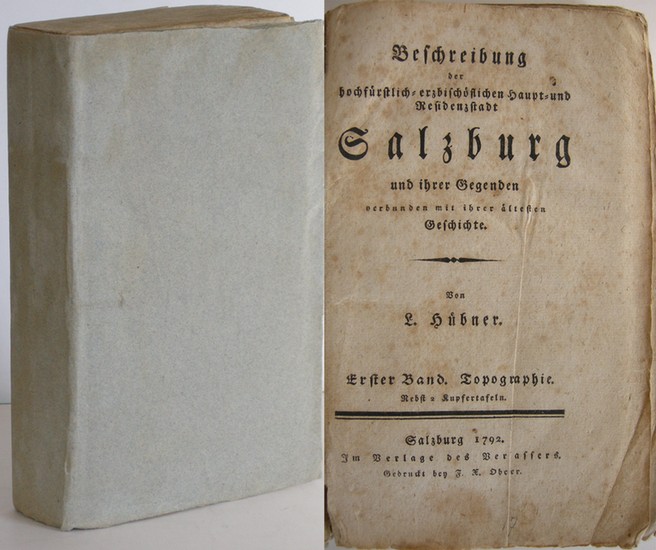 Beschreibung
der
hochfürstlich-erzbischöflichen Haupt-und
Residenzstadt
Salzburg
und ihrer Gegenden
verbunden mit ihrer ältesten
Geschichte.
Von
L. Hübner.
Erster Band. Topographie.
Nebst 2 Kupfertafeln.
Salzburg 1792.
Im Verlage des Verassers.
Gedruckt bey F. X. Oberer.